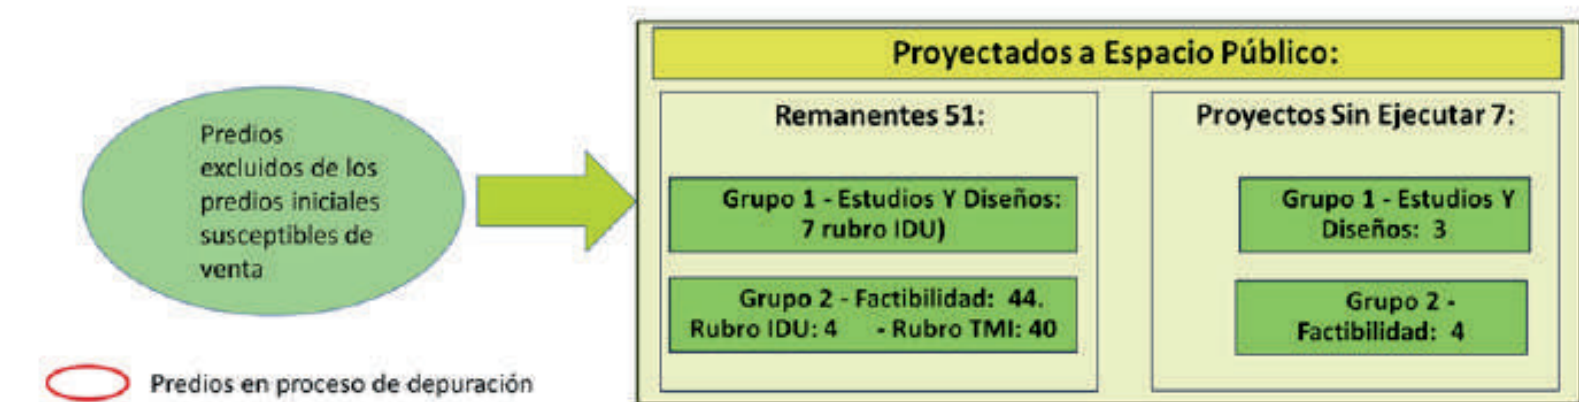 Predios
excluidos de los
predios iniciales
susceptibles de
venta
Predios en proceso de depuración
Proyectados a Espacio Público:
Remanentes 51:
Grupo 1 - Estudios Y Diseños:
7 rubro IDU)
Grupo 2 - Factibilidad: 44.
Rubro IDU: 4 - Rubro TMI: 40
Proyectos Sin Ejecutar 7:
Grupo 1 - Estudios Y
Diseños: 3
Grupo 2 -
Factibilidad: 4